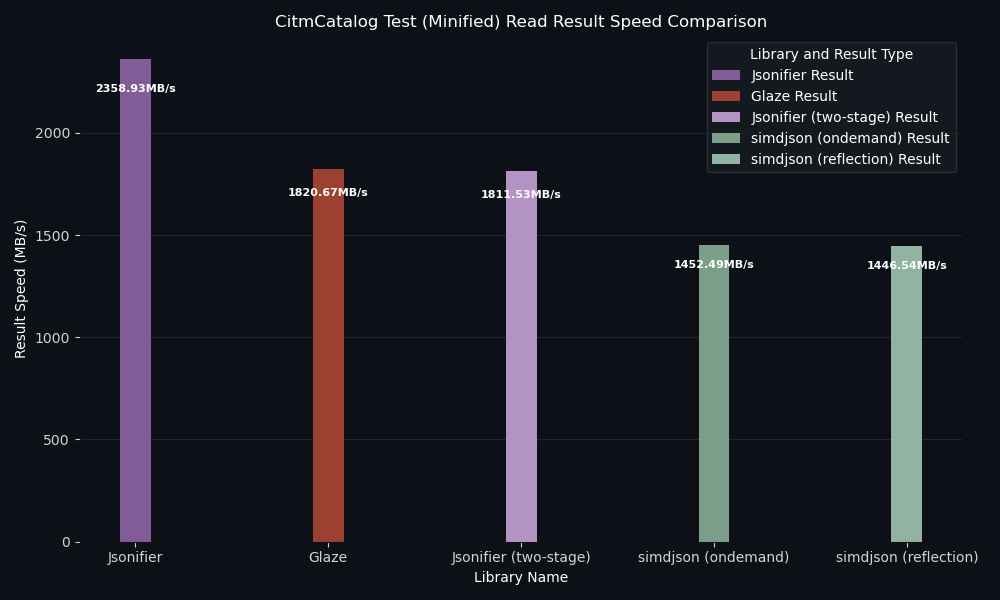 CitmCatalog Test (Minified) Read Result Speed Comparison
Library and Result Type
Jsonifier Result
Glaze Result
Jsonifier (two-stage) Result
simdjson (ondemand) Result
simdjson (reflection) Result
2358.93MB/s
1820.67MB/s
1811.53MB/s
1452.49MB/s
1446.54MB/s
Result Speed (MB/s)
2000
1500
1000
500
0
Jsonifier
Glaze
Jsonifier (two-stage)
simdjson (ondemand)
simdjson (reflection)
Library Name